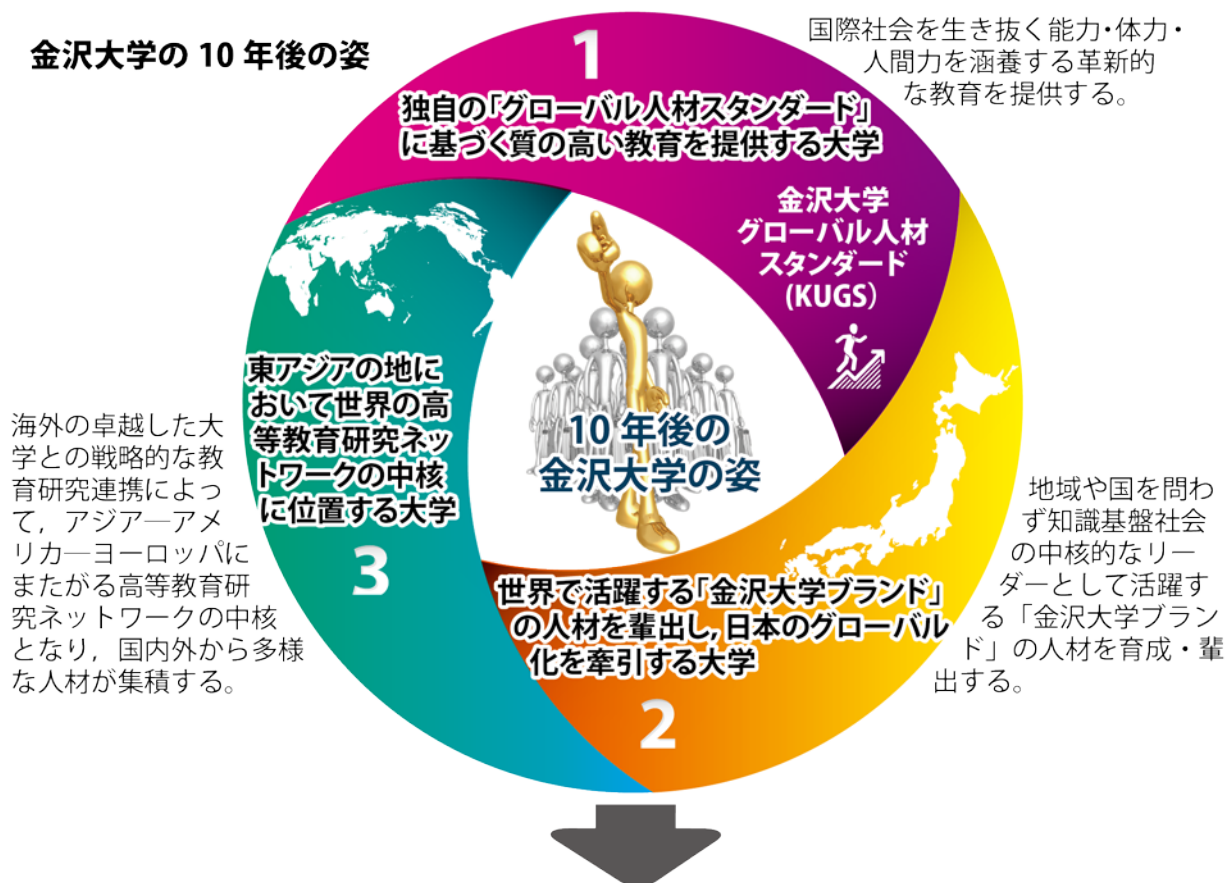 金沢大学の 10 年後の姿
国際社会を生き抜く能力・体力・
人間力を涵養する革新的
な教育を提供する。
1
独自の「グローバル人材スタンダード」
に基づく質の高い教育を提供する大学
金沢大学
グローバル人材
スタンダード
(KUGS)
10 年後の
金沢大学の姿
地域や国を問わ
ず知識基盤社会
の中核的なリー
ダーとして活躍す
る「金沢大学ブラン
ド」の人材を育成・輩
出する。
世界で活躍する「金沢大学ブランド」
の人材を輩出し, 日本のグローバル
化を牽引する大学
2
東アジアの地に
おいて世界の高
等教育研究ネッ
トワークの中核
に位置する大学
3
海外の卓越した大
学との戦略的な教
育研究連携によっ
て，アジア―アメ
リカ―ヨーロッパに
またがる高等教育研
究ネットワークの中核
となり，国内外から多様
な人材が集積する。